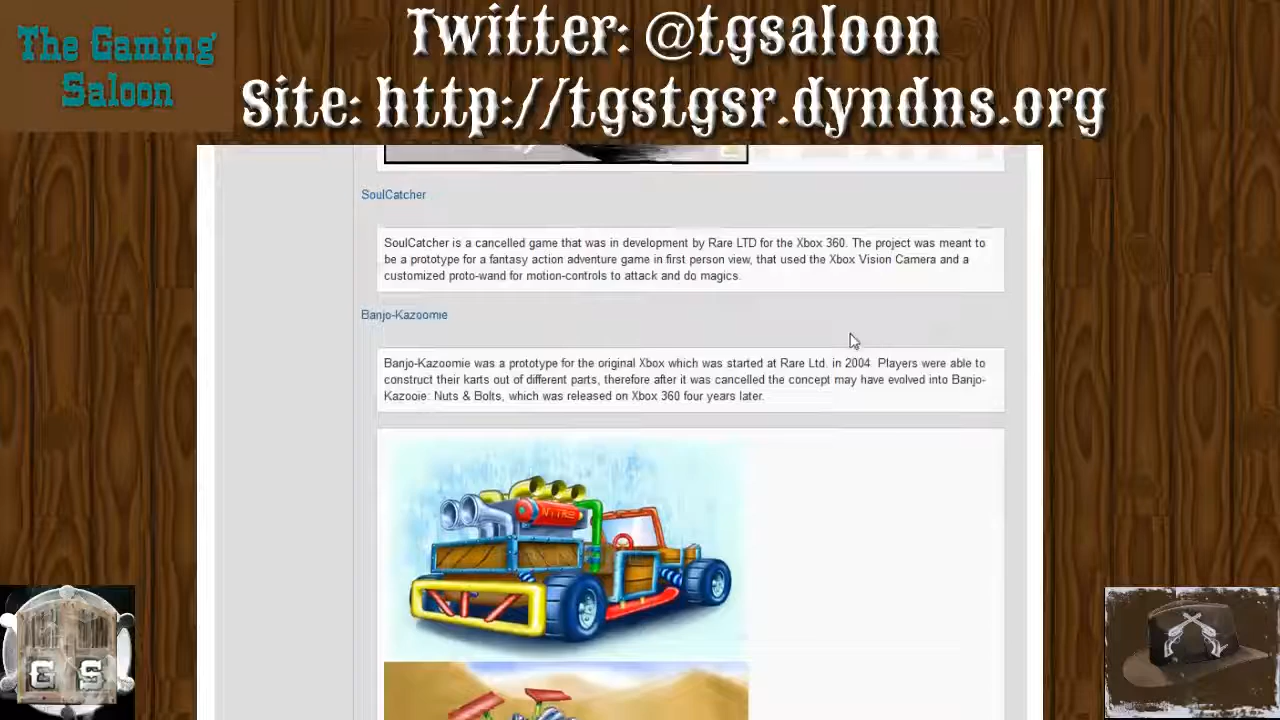 The Gaming
Saloon
Twitter: @tgsaloon
Site: http://tgstgsr.dyndns.org
SoulCatcher
SoulCatcher is a cancelled game that was in development by Rare LTD for the Xbox 360. The project was meant to
be a prototype for a fantasy action adventure game in first person view, that used the Xbox Vision Camera and a
customized proto-wand for motion-controls to attack and do magics.
Banjo-Kazoomie
Banjo-Kazoomie was a prototype for the original Xbox which was started at Rare Ltd. in 2004 Players were able to
construct their karts out of different parts, therefore after it was cancelled the concept may have evolved into Banjo-
Kazooie: Nuts & Bolts, which was released on Xbox 360 four years later.
NITRO
G S